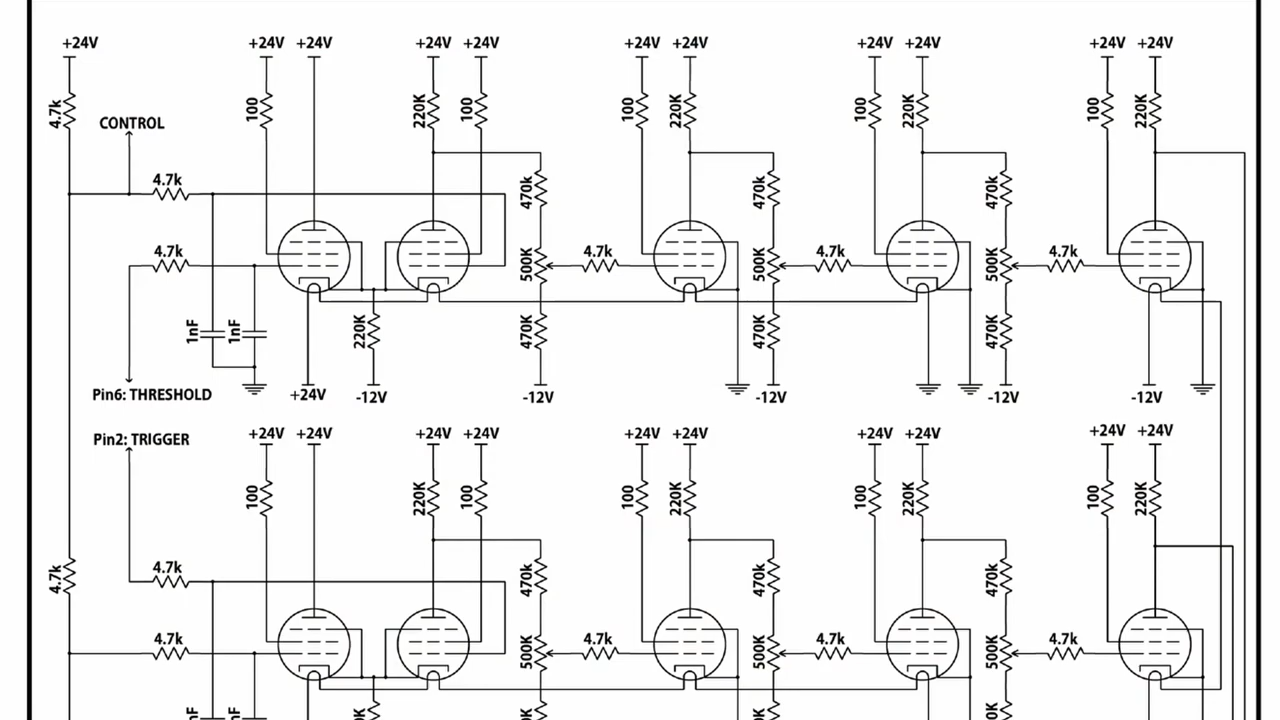 +24V +24V +24V +24V +24V +24V +24V +24V +24V +24V +24V
4.7k 100 220K 100 100 220K 100 220K 100 220K
CONTROL
4.7k 470k 470k 470k
4.7k 500K 4.7k 500K 4.7k 500K 4.7k
1nF 1nF 220K 470K 470K 470K
Pin6: THRESHOLD +24V -12V -12V -12V -12V -12V
Pin2: TRIGGER +24V +24V +24V +24V +24V +24V +24V +24V +24V +24V
100 220K 100 100 220K 100 220K 100 220K
4.7k 4.7k 470k 470k 470k
4.7k 500K 4.7k 500K 4.7k 500K 4.7k